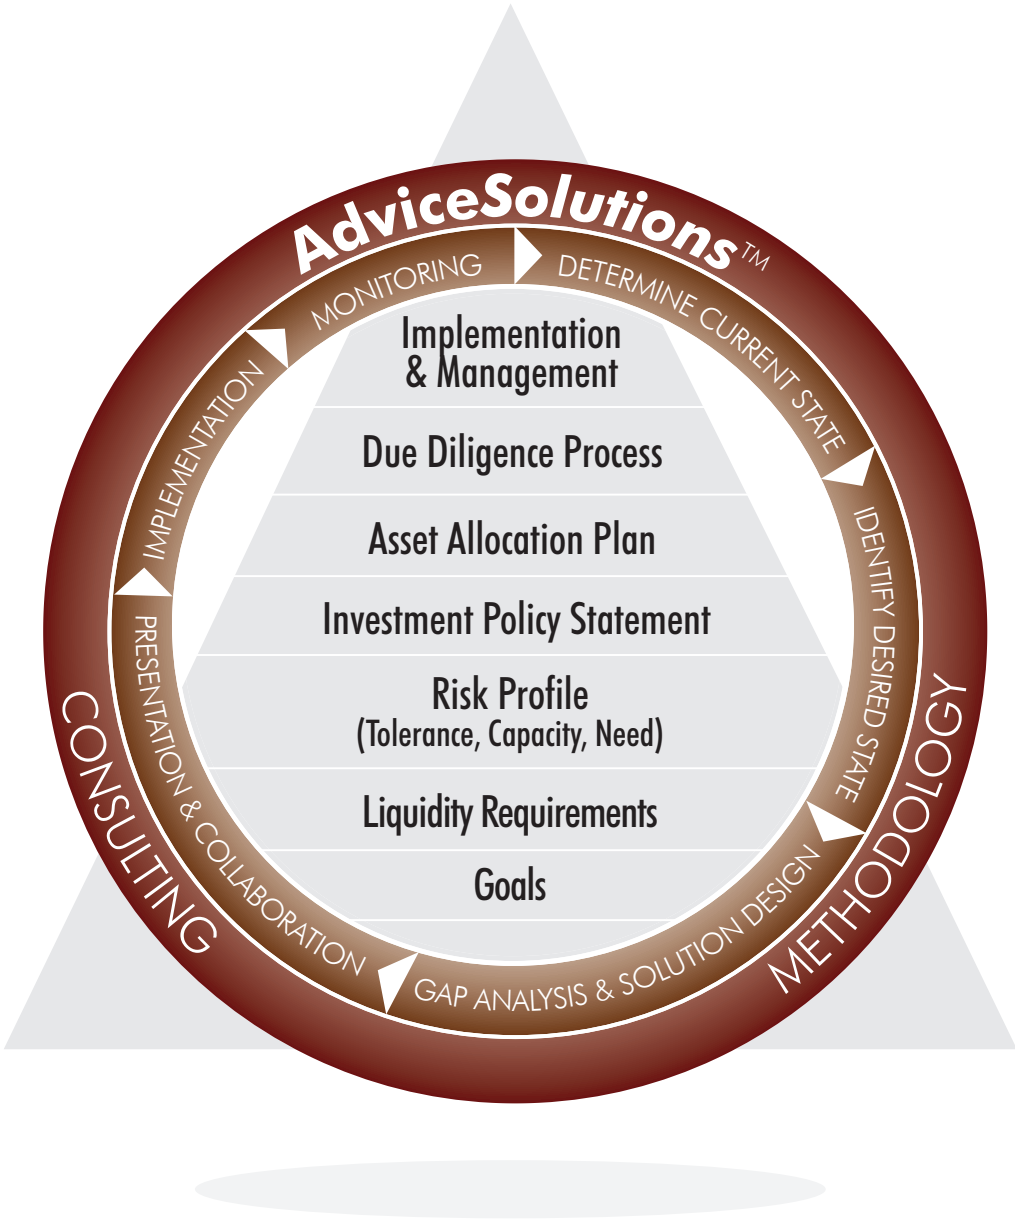 AdviceSolutions™
MONITORING
DETERMINE CURRENT STATE
IDENTIFY DESIRED STATE
GAP ANALYSIS & SOLUTION DESIGN
PRESENTATION & COLLABORATION
IMPLEMENTATION
Implementation
& Management
Due Diligence Process
Asset Allocation Plan
Investment Policy Statement
Risk Profile
(Tolerance, Capacity, Need)
Liquidity Requirements
Goals
CONSULTING
METHODOLOGY